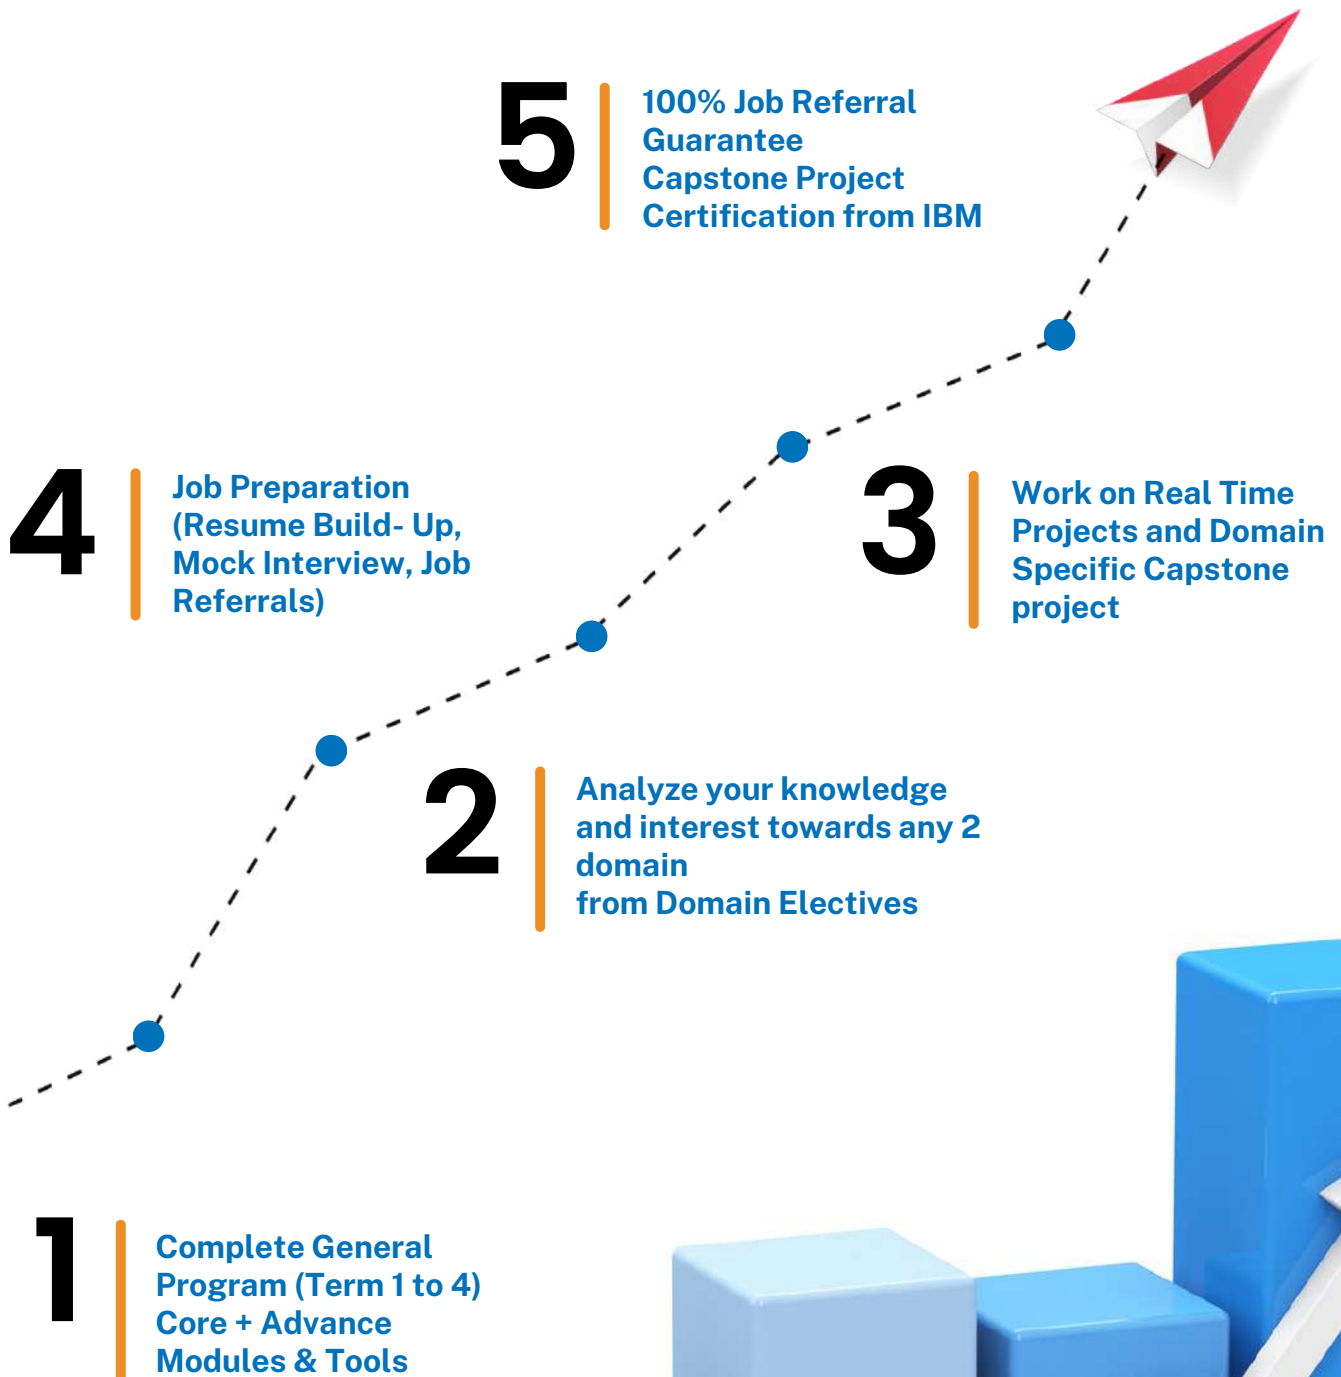 5
100% Job Referral
Guarantee
Capstone Project
Certification from IBM
4
Job Preparation
(Resume Build- Up,
Mock Interview, Job
Referrals)
3
Work on Real Time
Projects and Domain
Specific Capstone
project
2
Analyze your knowledge
and interest towards any 2
domain
from Domain Electives
1
Complete General
Program (Term 1 to 4)
Core + Advance
Modules & Tools